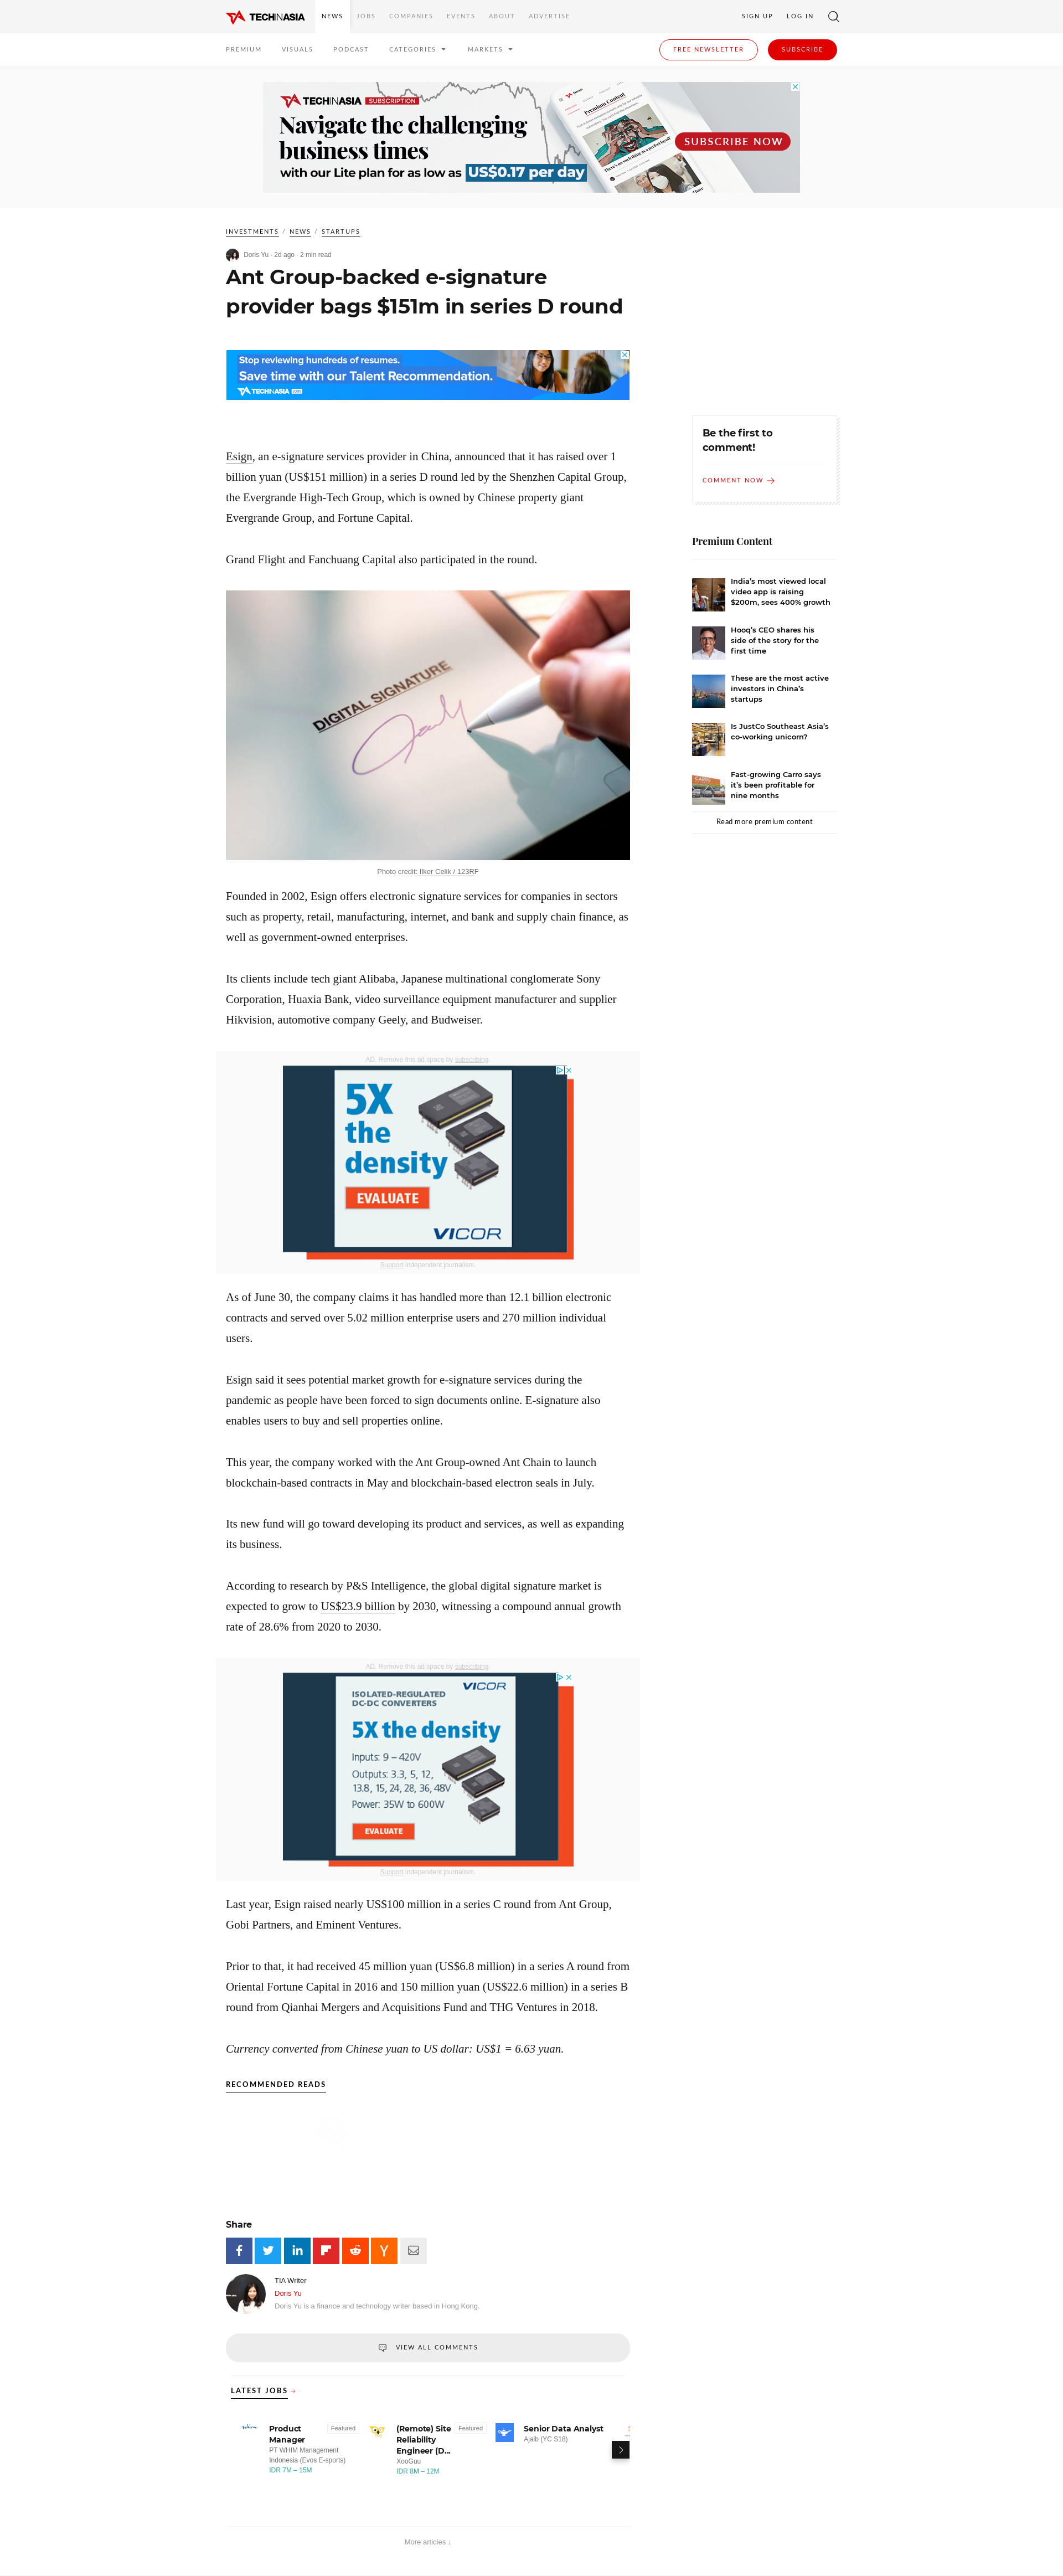 TECHINASIA NEWS JOBS COMPANIES EVENTS ABOUT ADVERTISE SIGN UP LOG IN
PREMIUM VISUALS PODCAST CATEGORIES MARKETS FREE NEWSLETTER SUBSCRIBE
TECHINASIA SUBSCRIPTION
Navigate the challenging
business times
with our Lite plan for as low as US$0.17 per day
SUBSCRIBE NOW
Premium Content
INVESTMENTS / NEWS / STARTUPS
Doris Yu · 2d ago · 2 min read
Ant Group-backed e-signature
provider bags $151m in series D round
Stop reviewing hundreds of resumes.
Save time with our Talent Recommendation.
TECHINASIA
Esign, an e-signature services provider in China, announced that it has raised over 1
billion yuan (US$151 million) in a series D round led by the Shenzhen Capital Group,
the Evergrande High-Tech Group, which is owned by Chinese property giant
Evergrande Group, and Fortune Capital.
Grand Flight and Fanchuang Capital also participated in the round.
DIGITAL SIGNATURE
Photo credit: Ilker Celik / 123RF
Founded in 2002, Esign offers electronic signature services for companies in sectors
such as property, retail, manufacturing, internet, and bank and supply chain finance, as
well as government-owned enterprises.
Its clients include tech giant Alibaba, Japanese multinational conglomerate Sony
Corporation, Huaxia Bank, video surveillance equipment manufacturer and supplier
Hikvision, automotive company Geely, and Budweiser.
AD. Remove this ad space by subscribing.
5X
the
density
EVALUATE
VICOR
Support independent journalism.
As of June 30, the company claims it has handled more than 12.1 billion electronic
contracts and served over 5.02 million enterprise users and 270 million individual
users.
Esign said it sees potential market growth for e-signature services during the
pandemic as people have been forced to sign documents online. E-signature also
enables users to buy and sell properties online.
This year, the company worked with the Ant Group-owned Ant Chain to launch
blockchain-based contracts in May and blockchain-based electron seals in July.
Its new fund will go toward developing its product and services, as well as expanding
its business.
According to research by P&S Intelligence, the global digital signature market is
expected to grow to US$23.9 billion by 2030, witnessing a compound annual growth
rate of 28.6% from 2020 to 2030.
AD. Remove this ad space by subscribing.
VICOR
ISOLATED-REGULATED
DC-DC CONVERTERS
5X the density
Inputs: 9 – 420V
Outputs: 3.3, 5, 12,
13.8, 15, 24, 28, 36, 48V
Power: 35W to 600W
EVALUATE
Support independent journalism.
Last year, Esign raised nearly US$100 million in a series C round from Ant Group,
Gobi Partners, and Eminent Ventures.
Prior to that, it had received 45 million yuan (US$6.8 million) in a series A round from
Oriental Fortune Capital in 2016 and 150 million yuan (US$22.6 million) in a series B
round from Qianhai Mergers and Acquisitions Fund and THG Ventures in 2018.
Currency converted from Chinese yuan to US dollar: US$1 = 6.63 yuan.
RECOMMENDED READS
Share
TIA Writer
Doris Yu
Doris Yu is a finance and technology writer based in Hong Kong.
VIEW ALL COMMENTS
LATEST JOBS
Product
Manager
Featured
PT WHIM Management
Indonesia (Evos E-sports)
IDR 7M – 15M
(Remote) Site
Reliability
Engineer (D...
Featured
XooGuu
IDR 8M – 12M
Senior Data Analyst
Ajaib (YC S18)
More articles ↓
Be the first to
comment!
COMMENT NOW
Premium Content
India's most viewed local
video app is raising
$200m, sees 400% growth
Hooq's CEO shares his
side of the story for the
first time
These are the most active
investors in China's
startups
Is JustCo Southeast Asia's
co-working unicorn?
Fast-growing Carro says
it's been profitable for
nine months
Read more premium content